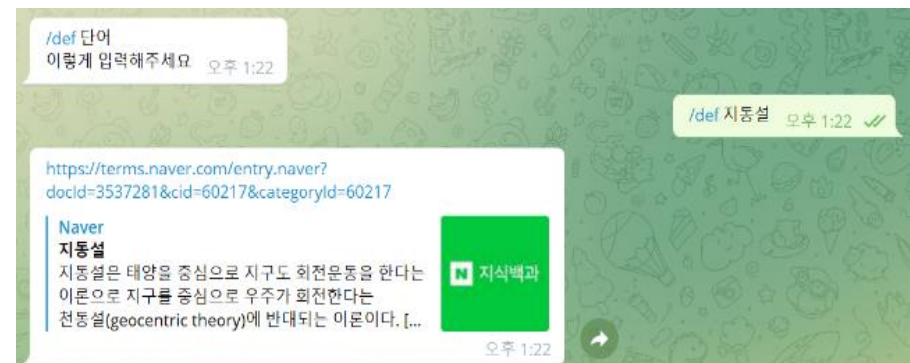 /def 단어
이렇게 입력해주세요 오후 1:22
/def 지동설 오후 1:22
https://terms.naver.com/entry.naver?
docId=3537281&cid=60217&categoryId=60217
Naver
지동설
지동설은 태양을 중심으로 지구도 회전운동을 한다는
이론으로 지구를 중심으로 우주가 회전한다는
천동설(geocentric theory)에 반대되는 이론이다. [...
N 지식백과
오후 1:22